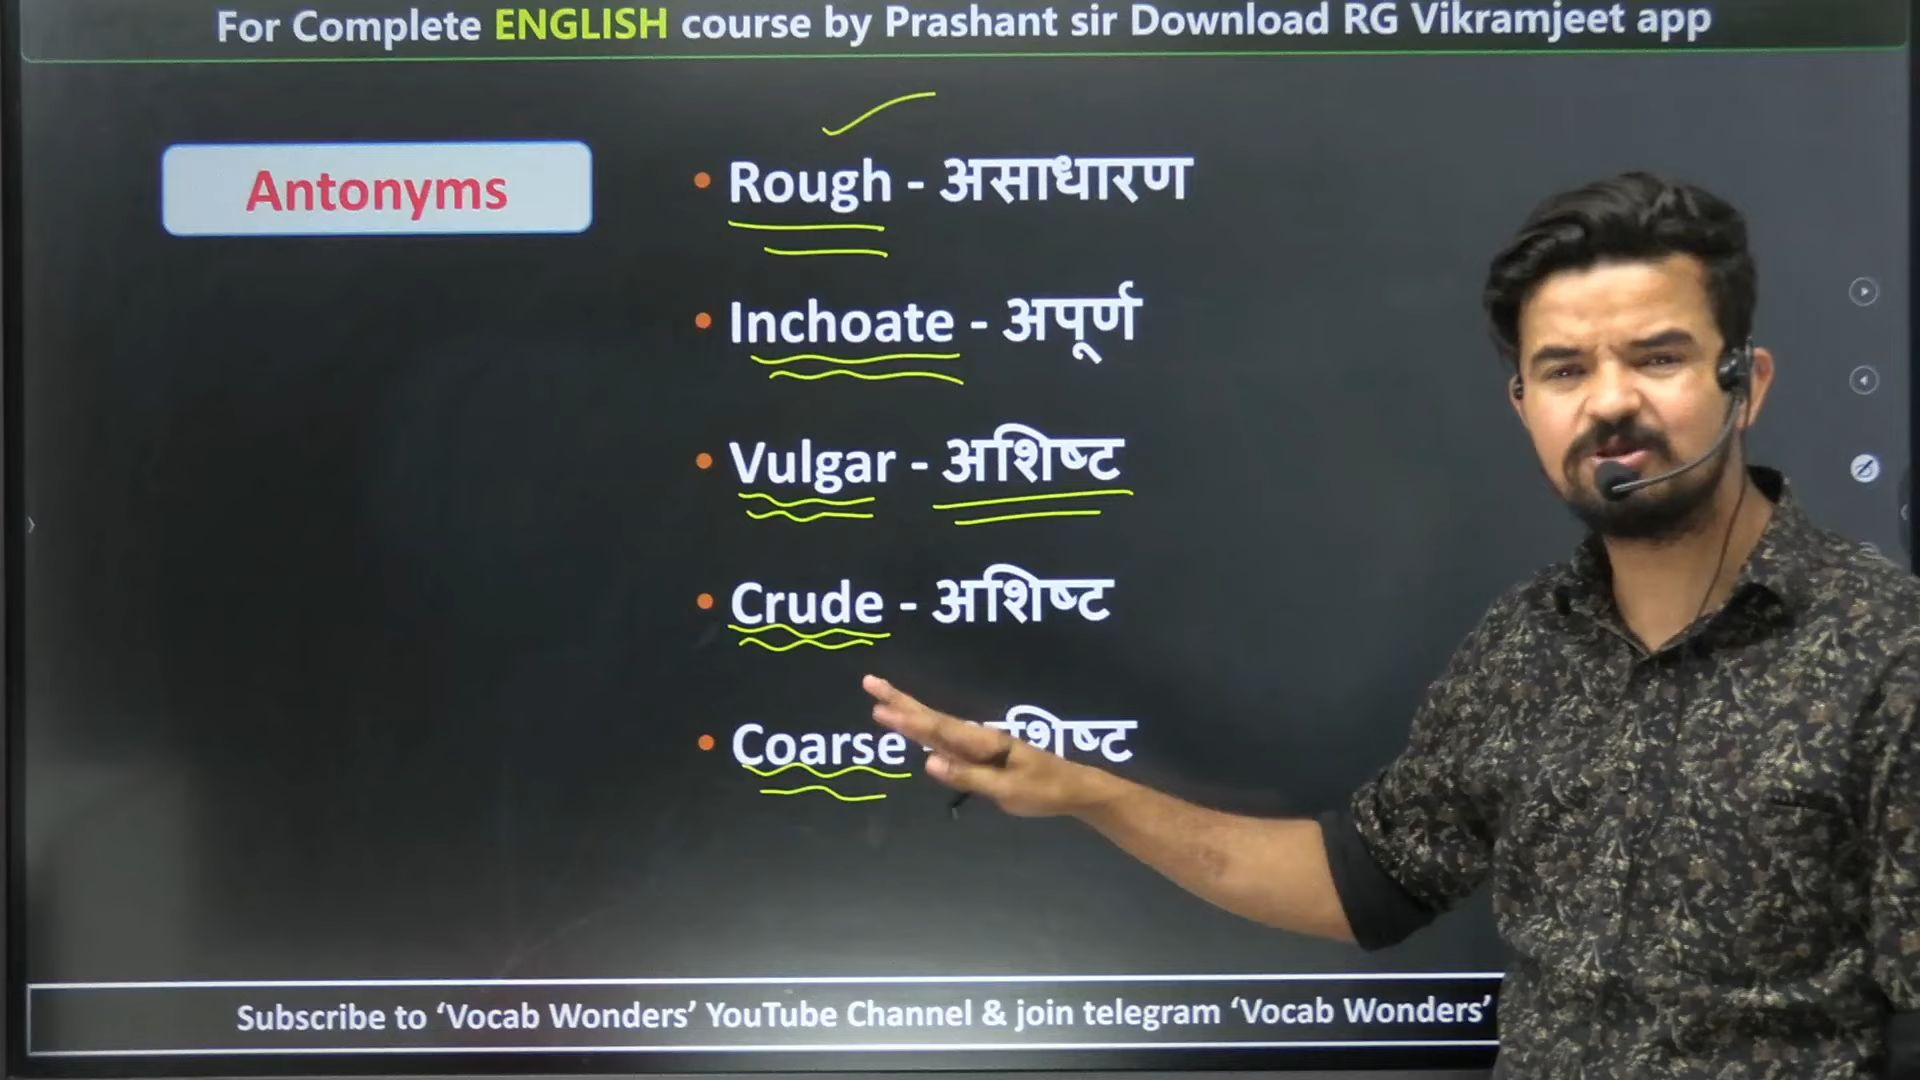 For Complete ENGLISH course by Prashant sir Download RG Vikramjeet app
Antonyms
• Rough - असाधारण
• Inchoate - अपूर्ण
• Vulgar - अशिष्ट
• Crude - अशिष्ट
• Coarse - अशिष्ट
Subscribe to ‘Vocab Wonders’ YouTube Channel & join telegram ‘Vocab Wonders’